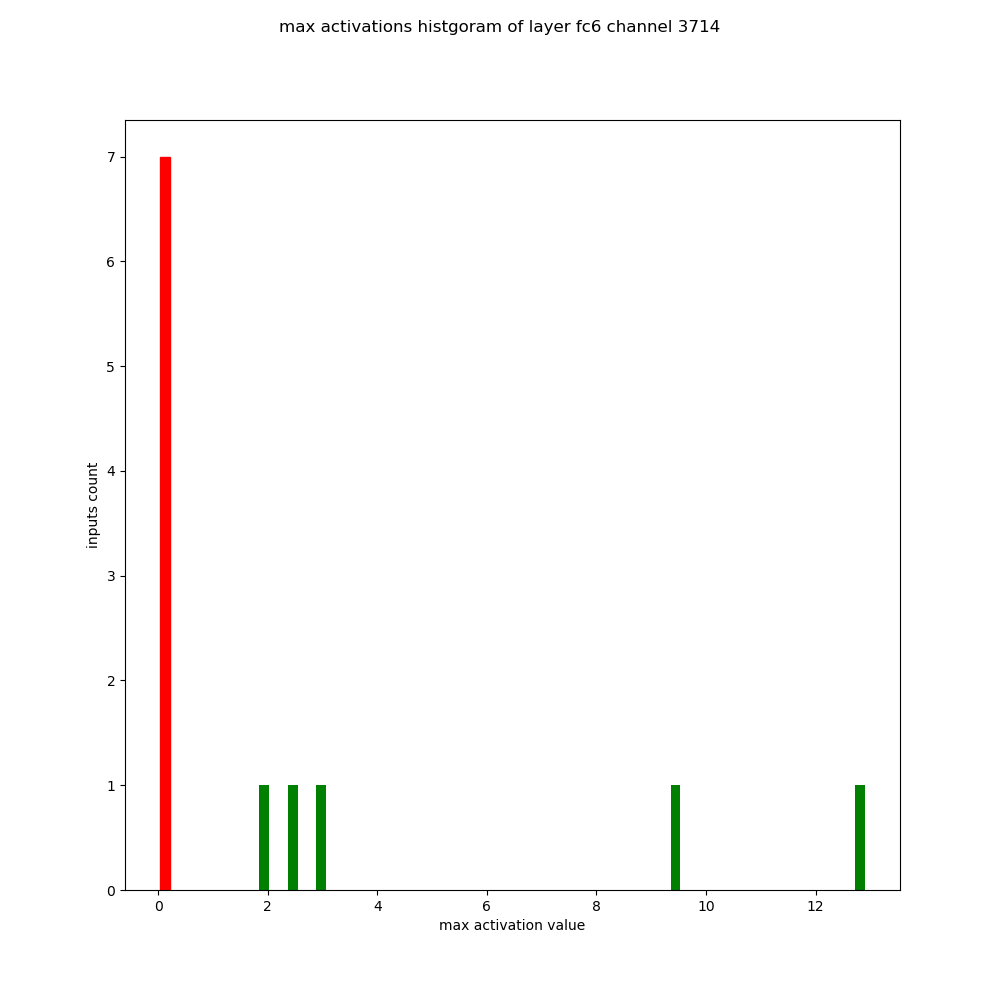 max activations histgoram of layer fc6 channel 3714
7
6
5
4
3
2
1
0
inputs count
0 2 4 6 8 10 12
max activation value